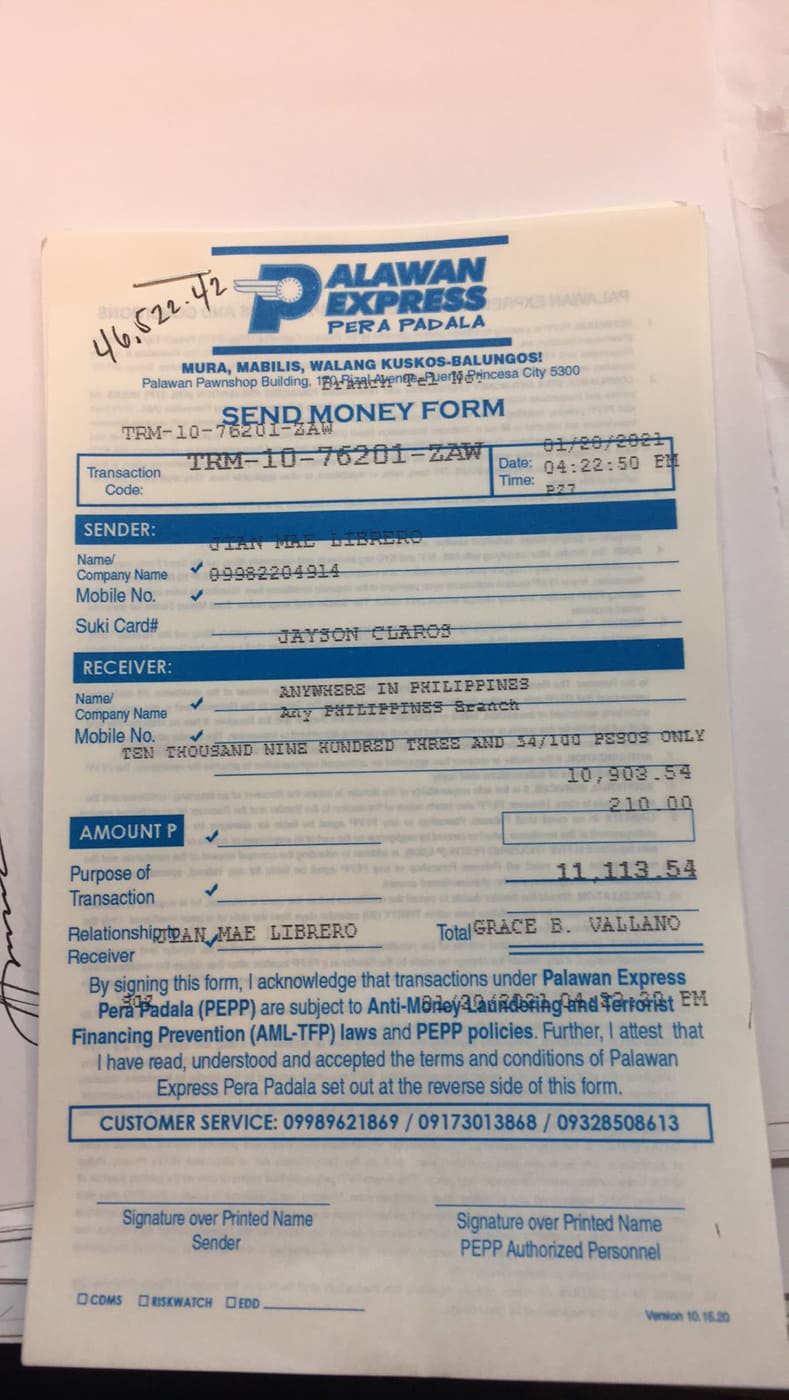 46,522.42
PALAWAN
EXPRESS
PERA PADALA
MURA, MABILIS, WALANG KUSKOS-BALUNGOS!
Palawan Pawnshop Building, 170 Rizal Avenue, Puerto Princesa City 5300
Branch Tel No.
SEND MONEY FORM
TRM-10-76201-ZAW
Transaction Code: TRM-10-76201-ZAW
Date: 01/20/2021
Time: 04:22:50 PM
P27
SENDER:
JIAN MAE LIBRERO
Name/
Company Name ✓ 09982204914
Mobile No. ✓
Suki Card#
JAYSON CLAROS
RECEIVER:
ANYWHERE IN PHILIPPINES
Name/
Company Name ✓ Any PHILIPPINES Branch
Mobile No. ✓
TEN THOUSAND NINE HUNDRED THREE AND 54/100 PESOS ONLY
10,903.54
210.00
AMOUNT P ✓
Purpose of
Transaction ✓
11,113.54
Relationship to JIAN MAE LIBRERO Total GRACE B. VALLANO
Receiver ✓
By signing this form, I acknowledge that transactions under Palawan Express
Pera Padala (PEPP) are subject to Anti-Money Laundering and Terrorist
PM
Financing Prevention (AML-TFP) laws and PEPP policies. Further, I attest that
I have read, understood and accepted the terms and conditions of Palawan
Express Pera Padala set out at the reverse side of this form.
CUSTOMER SERVICE: 09989621869 / 09173013868 / 09328508613
Signature over Printed Name
Sender
Signature over Printed Name
PEPP Authorized Personnel
CDMS RISKWATCH EDD
Version 10.15.20